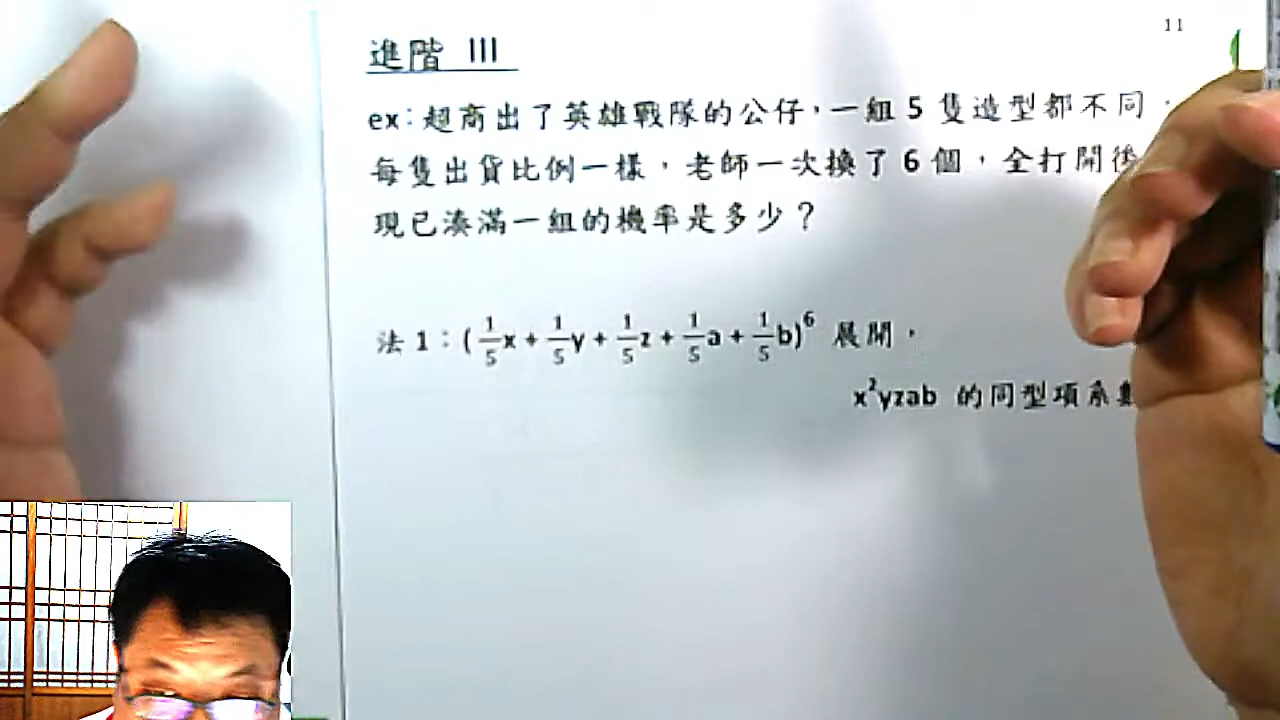 11
進階 III
ex:超商出了英雄戰隊的公仔,一組 5 隻造型都不同,
每隻出貨比例一樣,老師一次換了 6 個,全打開後
現已湊滿一組的機率是多少?
法 1:(1/5x + 1/5y + 1/5z + 1/5a + 1/5b)⁶ 展開,
x²yzab 的同型項系數